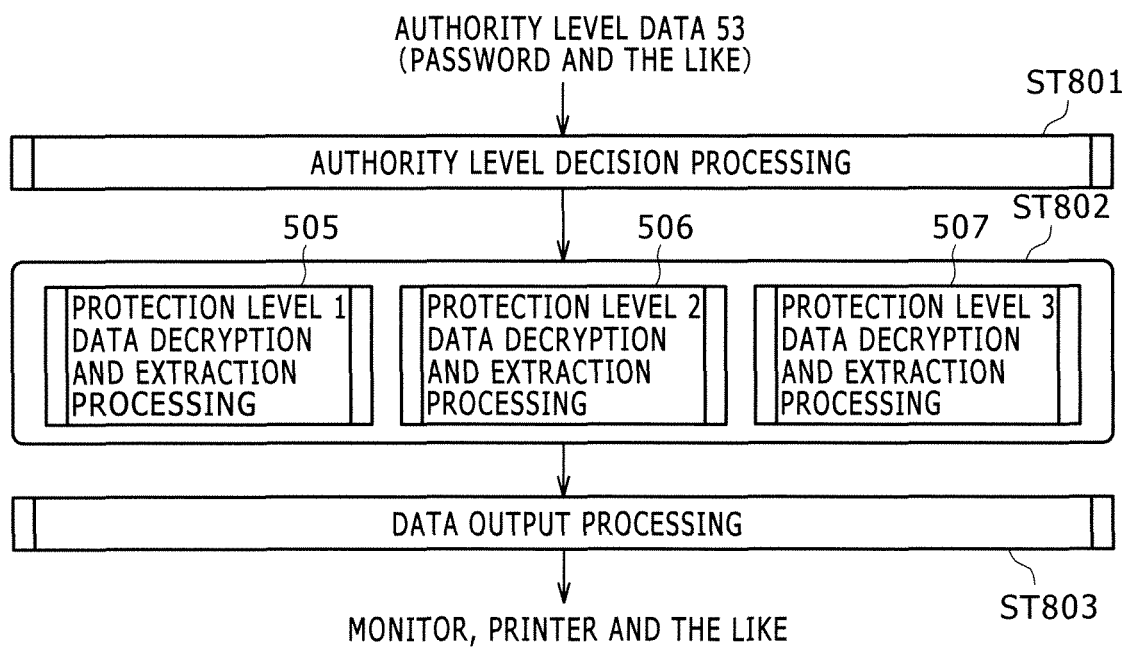 AUTHORITY LEVEL DATA 53
(PASSWORD AND THE LIKE)
ST801
AUTHORITY LEVEL DECISION PROCESSING
ST802
505
506
507
PROTECTION LEVEL 1
DATA DECRYPTION
AND EXTRACTION
PROCESSING
PROTECTION LEVEL 2
DATA DECRYPTION
AND EXTRACTION
PROCESSING
PROTECTION LEVEL 3
DATA DECRYPTION
AND EXTRACTION
PROCESSING
DATA OUTPUT PROCESSING
ST803
MONITOR, PRINTER AND THE LIKE